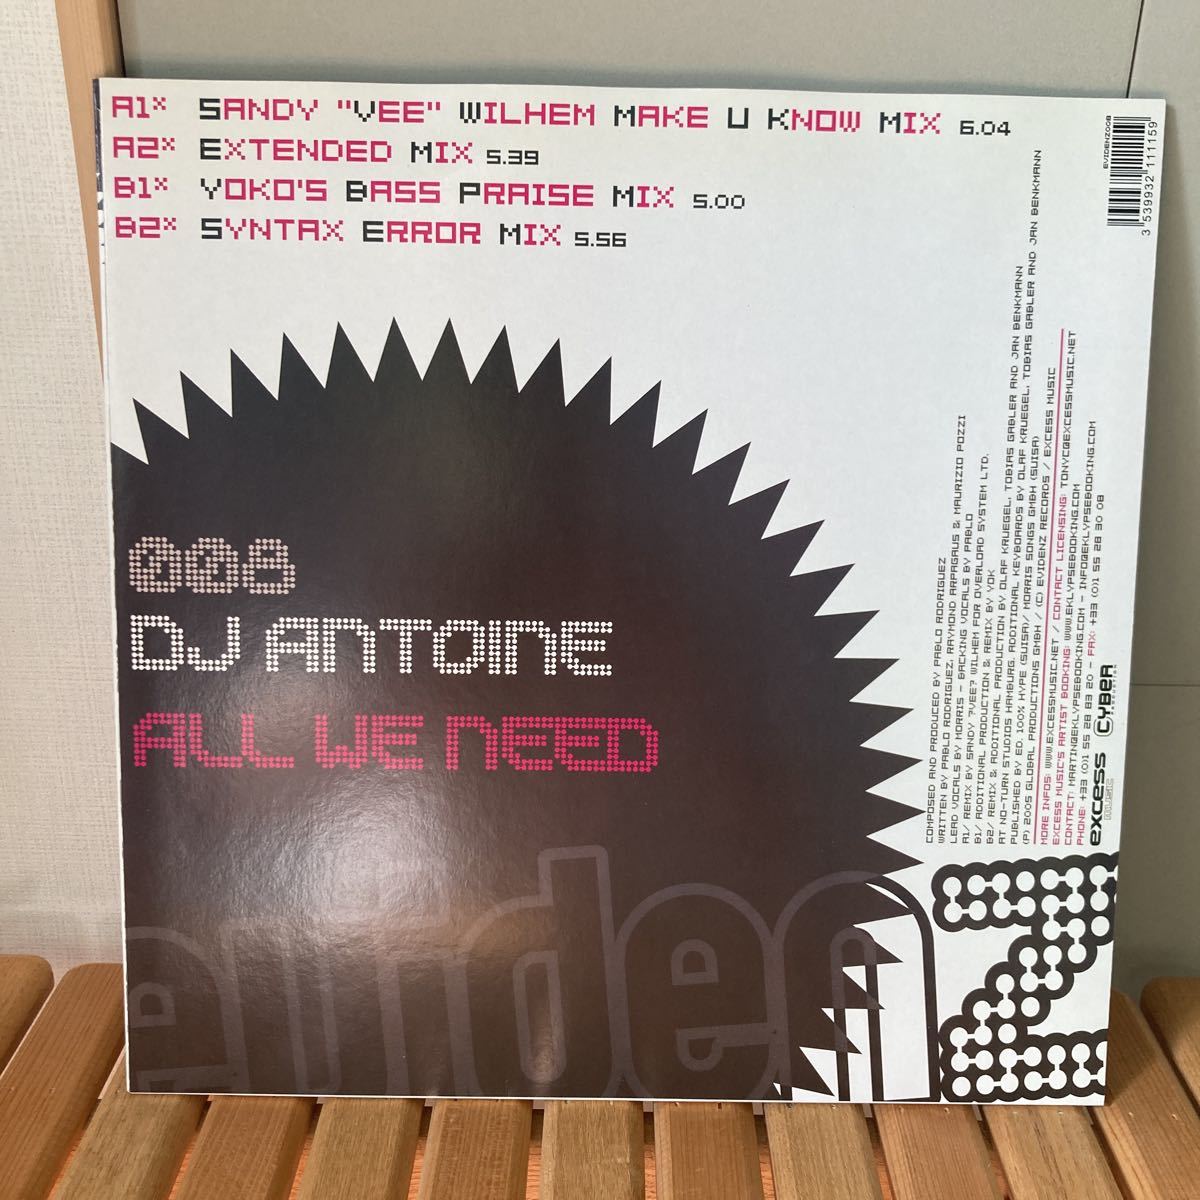 A1x SANDY "VEE" WILHEM MAKE U KNOW MIX 6.04
A2x EXTENDED MIX 5.39
B1x YOKO'S BASS PRAISE MIX 5.00
B2x SYNTAX ERROR MIX 5.56
EVIDENZ008
3 539932 111159
008
DJ ANTOINE
ALL WE NEED
evidenz
COMPOSED AND PRODUCED BY PABLO RODRIGUEZ
WRITTEN BY PABLO RODRIGUEZ, RAYMOND ARPAGAUS & MAURIZIO POZZI
LEAD VOCALS BY MORRIS - BACKING VOCALS BY PABLO
A1/ REMIX BY SANDY ?VEE? WILHEM FOR OVERLOAD SYSTEM LTD.
B1/ ADDITIONAL PRODUCTION & REMIX BY YOK
B2/ REMIX & ADDITIONAL PRODUCTION BY OLAF KRUEGEL, TOBIAS GABLER AND JAN BENKMANN
AT NO-TURN STUDIOS HAMBURG. ADDITIONAL KEYBOARDS BY OLAF KRUEGEL, TOBIAS GABLER AND JAN BENKMANN
PUBLISHED BY ED. 100% HYPE (SUISA)/ MORRIS SONGS GMBH (SUISA)
(P) 2005 GLOBAL PRODUCTIONS GMBH / (C) EVIDENZ RECORDS / EXCESS MUSIC
MORE INFOS: WWW.EXCESSMUSIC.NET / CONTACT LICENSING: TONYC@EXCESSMUSIC.NET
EXCESS MUSIC'S ARTIST BOOKING: WWW.EKLYPSEBOOKING.COM
CONTACT: MARTIN@EKLYPSEBOOKING.COM - INFO@EKLYPSEBOOKING.COM
PHONE: +33 (0)1 55 28 83 20 - FAX: +33 (0)1 55 28 30 08
excess music
CYBER PRODUCTION